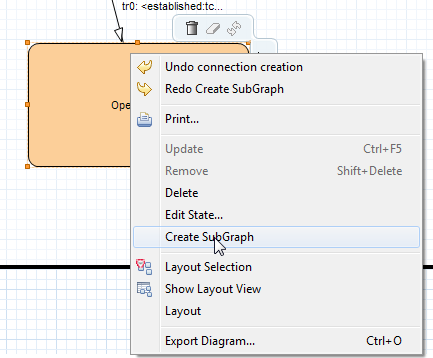 tr0: <established:tc...
Ope
Undo connection creation
Redo Create SubGraph
Print...
Update Ctrl+F5
Remove Shift+Delete
Delete
Edit State...
Create SubGraph
Layout Selection
Show Layout View
Layout
Export Diagram... Ctrl+O